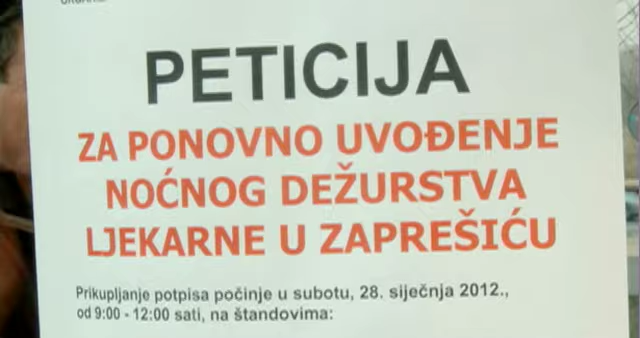 PETICIJA
ZA PONOVNO UVOĐENJE
NOĆNOG DEŽURSTVA
LJEKARNE U ZAPREŠIĆU
Prikupljanje potpisa počinje u subotu, 28. siječnja 2012.,
od 9:00 - 12:00 sati, na štandovima: